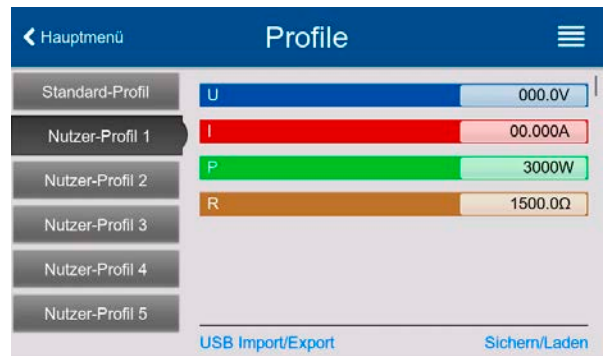 Hauptmenü
Profile
Standard-Profil
Nutzer-Profil 1
Nutzer-Profil 2
Nutzer-Profil 3
Nutzer-Profil 4
Nutzer-Profil 5
U 000.0V
I 00.000A
P 3000W
R 1500.0Ω
USB Import/Export
Sichern/Laden